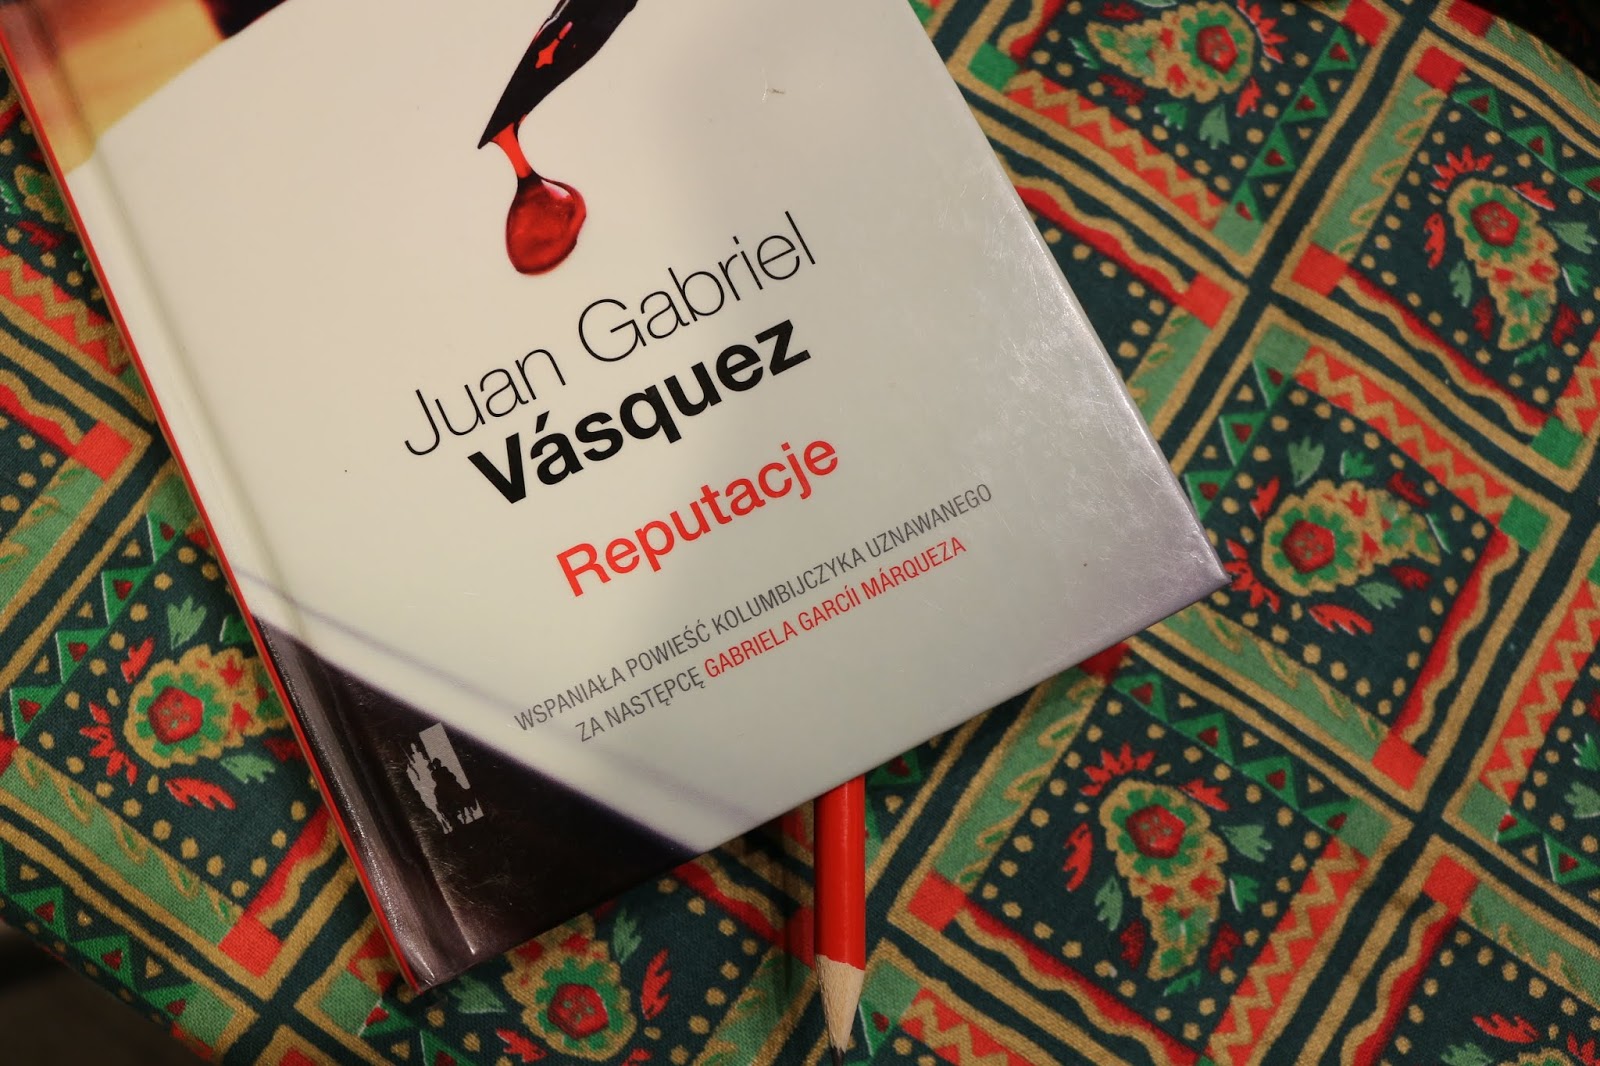 Juan Gabriel
Vásquez
Reputacje
WSPANIAŁA POWIEŚĆ KOLUMBIJCZYKA UZNAWANEGO
ZA NASTĘPCĘ GABRIELA GARCÍI MÁRQUEZA